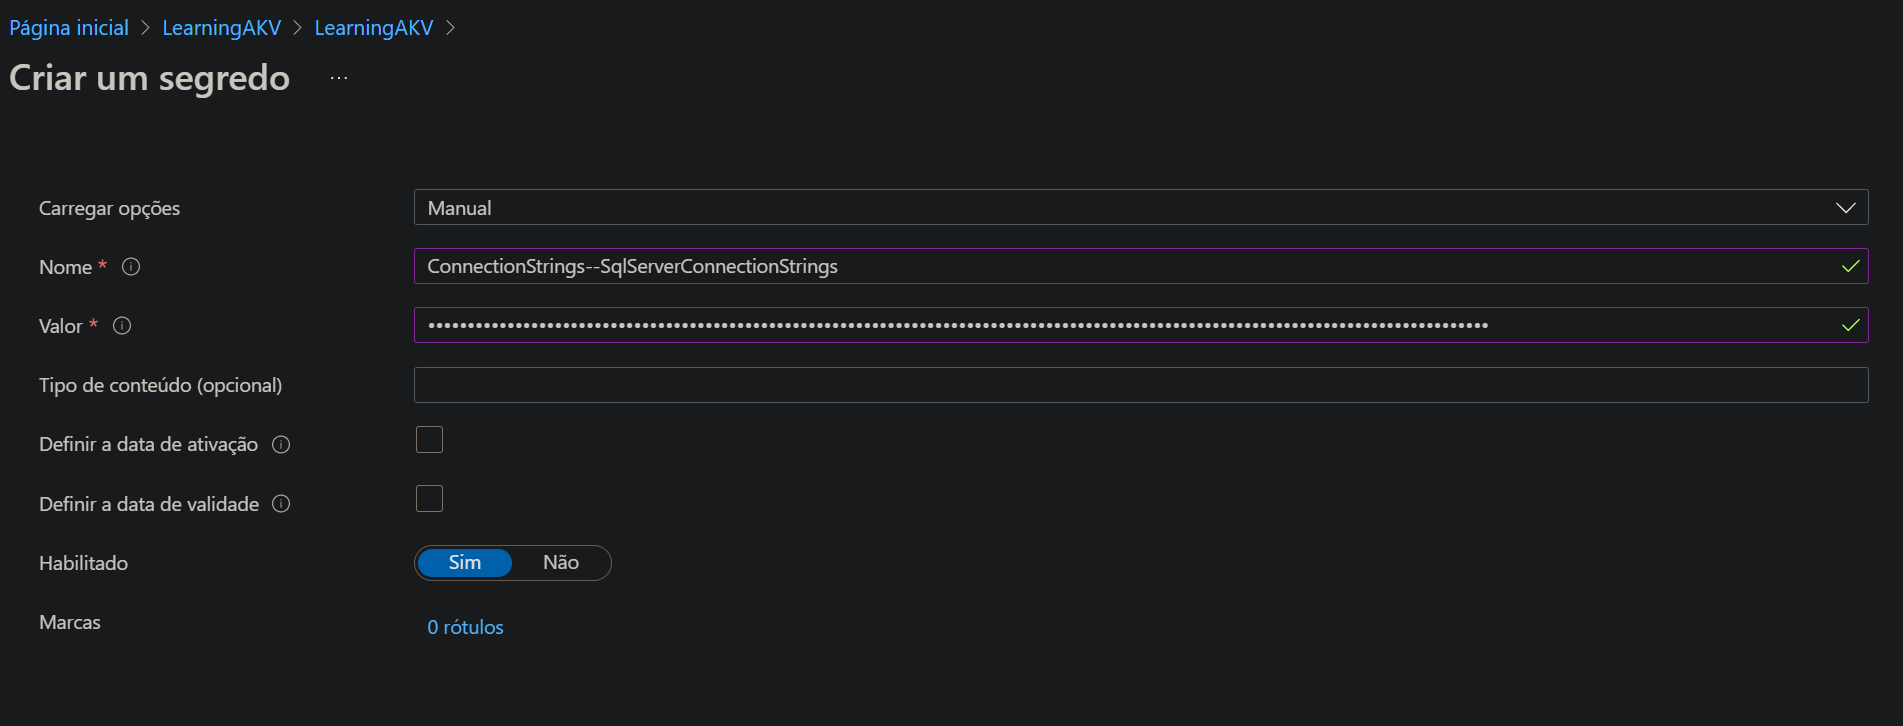 Página inicial > LearningAKV > LearningAKV >
Criar um segredo ...
Carregar opções Manual
Nome * ConnectionStrings--SqlServerConnectionStrings
Valor *
Tipo de conteúdo (opcional)
Definir a data de ativação
Definir a data de validade
Habilitado Sim Não
Marcas 0 rótulos